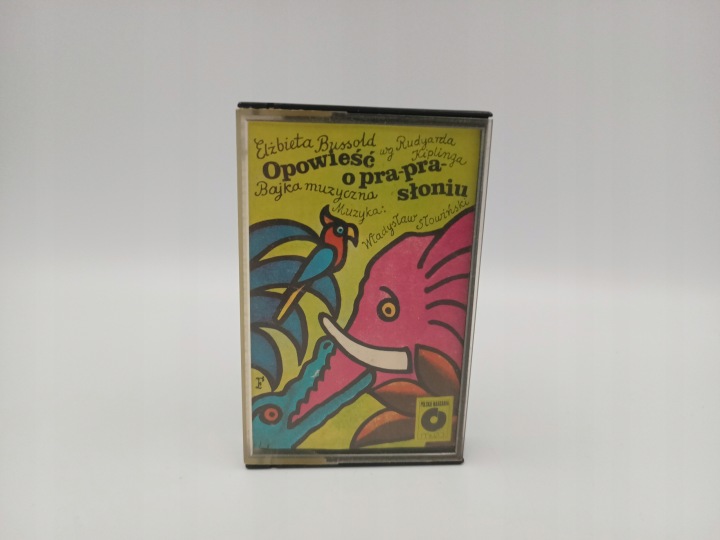 Elżbieta Bussold
wg Rudyarda
Kiplinga
Opowieść
o pra-pra-
słoniu
Bajka muzyczna
Muzyka:
Władysław Słowiński
POLSKIE NAGRANIA